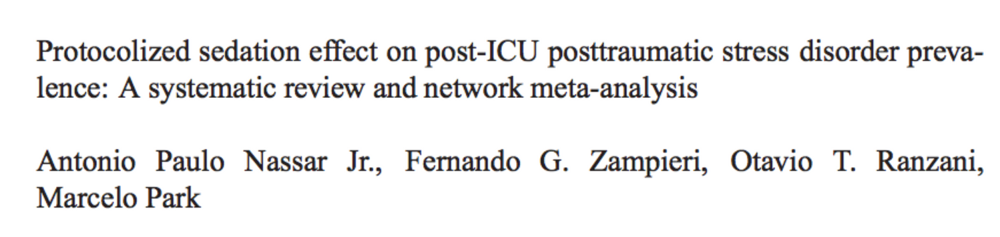 Protocolized sedation effect on post-ICU posttraumatic stress disorder preva-
lence: A systematic review and network meta-analysis
Antonio Paulo Nassar Jr., Fernando G. Zampieri, Otavio T. Ranzani,
Marcelo Park